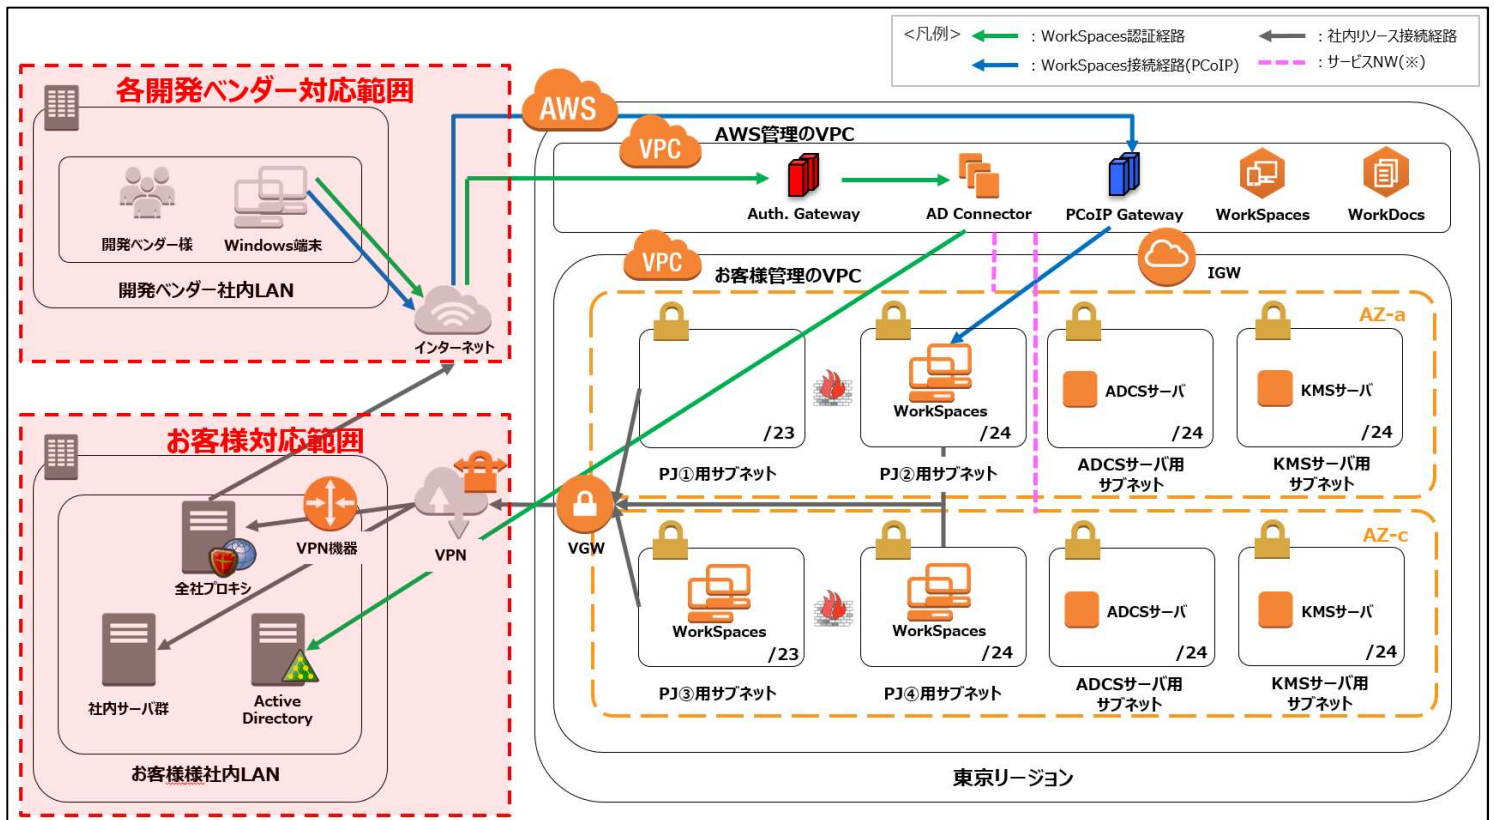 <凡例>
：WorkSpaces認証経路
：社内リソース接続経路
：WorkSpaces接続経路(PCoIP)
：サービスNW(※)
各開発ベンダー対応範囲
開発ベンダー様
Windows端末
開発ベンダー社内LAN
インターネット
AWS
AWS管理のVPC
VPC
Auth. Gateway
AD Connector
PCoIP Gateway
WorkSpaces
WorkDocs
VPC
お客様管理のVPC
IGW
AZ-a
WorkSpaces
ADCSサーバ
KMSサーバ
/23
/24
/24
/24
PJ①用サブネット
PJ②用サブネット
ADCSサーバ用
サブネット
KMSサーバ用
サブネット
お客様対応範囲
VPN機器
VPN
VGW
全社プロキシ
社内サーバ群
Active
Directory
お客様様社内LAN
AZ-c
WorkSpaces
WorkSpaces
ADCSサーバ
KMSサーバ
/23
/24
/24
/24
PJ③用サブネット
PJ④用サブネット
ADCSサーバ用
サブネット
KMSサーバ用
サブネット
東京リージョン